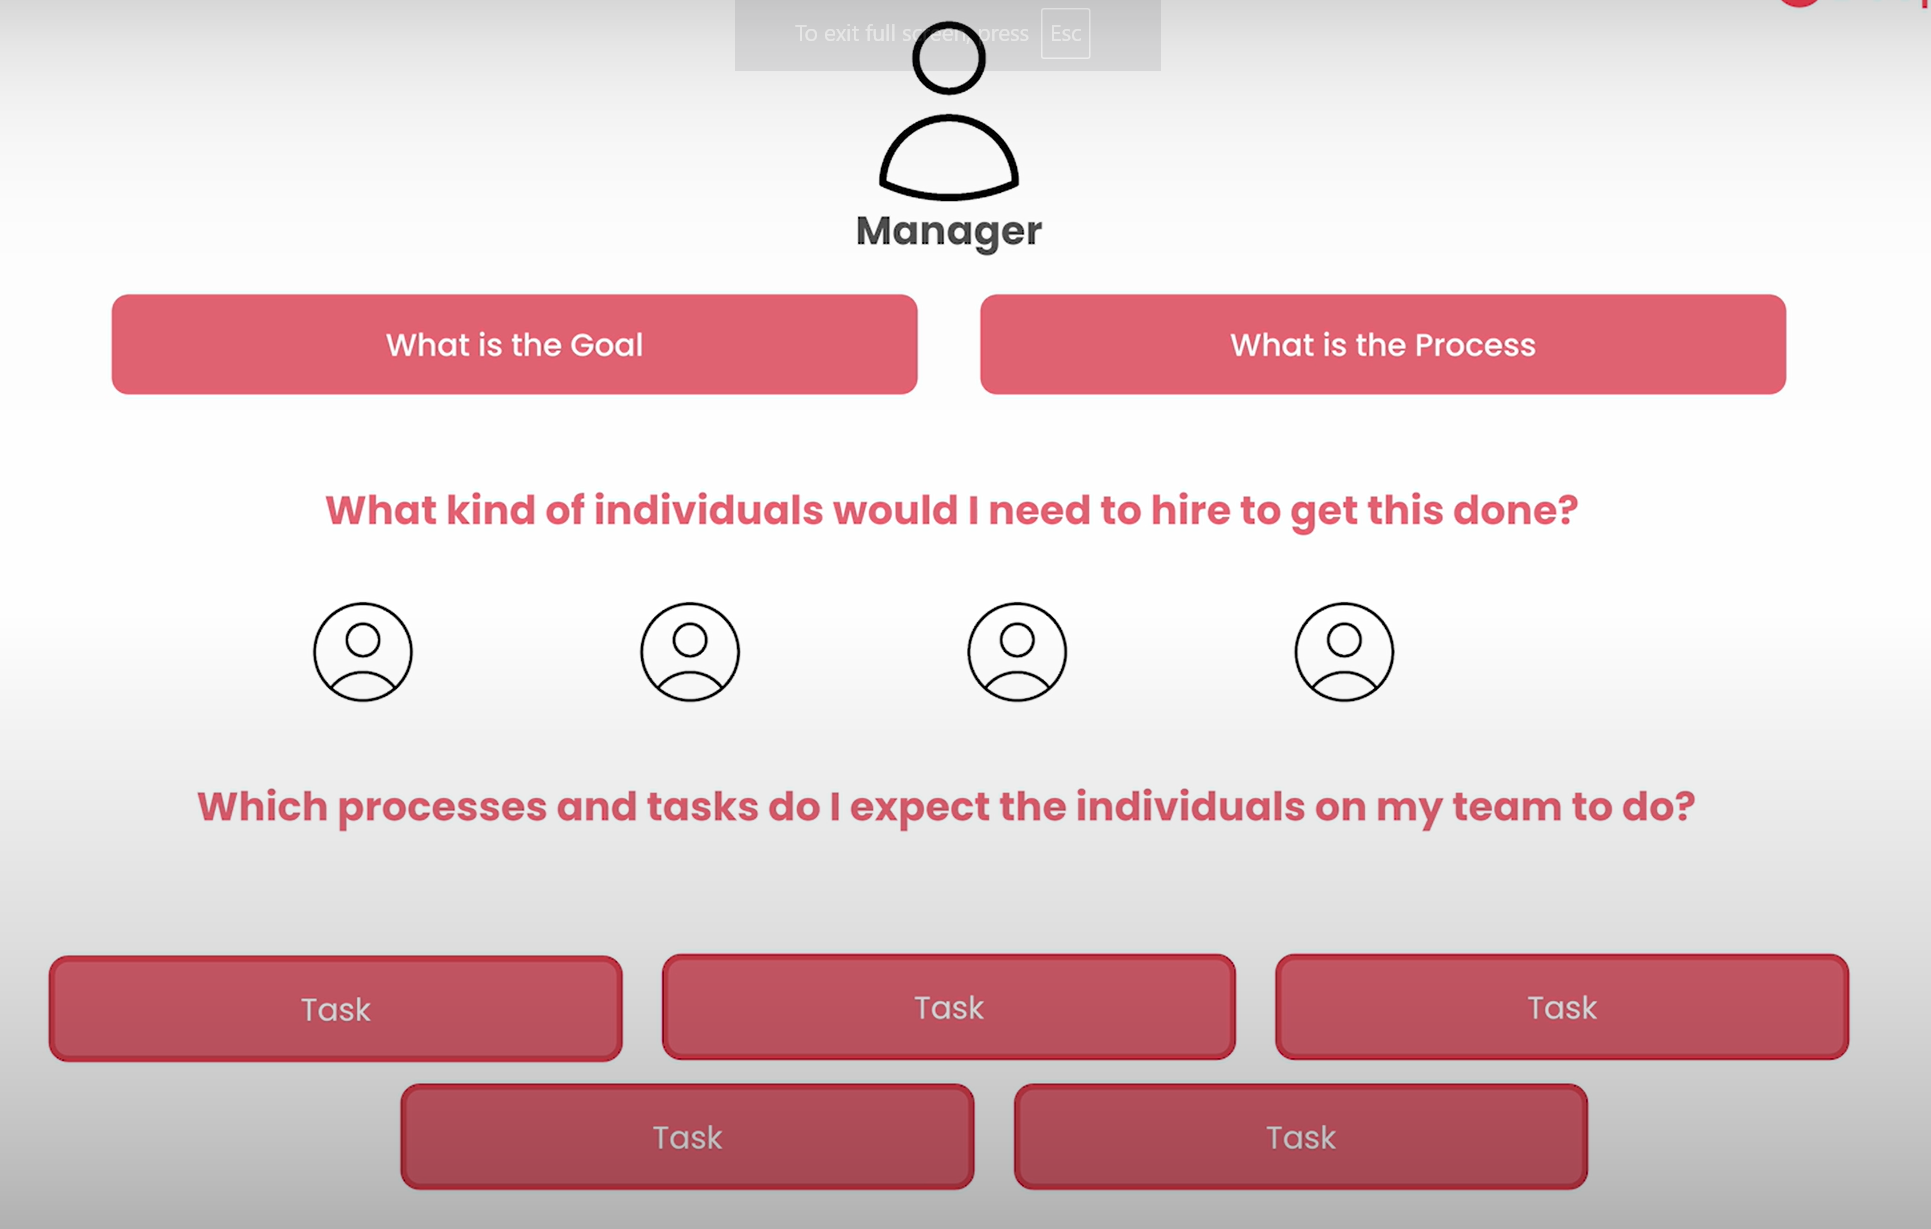 To exit full screen, press Esc
Manager
What is the Goal
What is the Process
What kind of individuals would I need to hire to get this done?
Which processes and tasks do I expect the individuals on my team to do?
Task
Task
Task
Task
Task